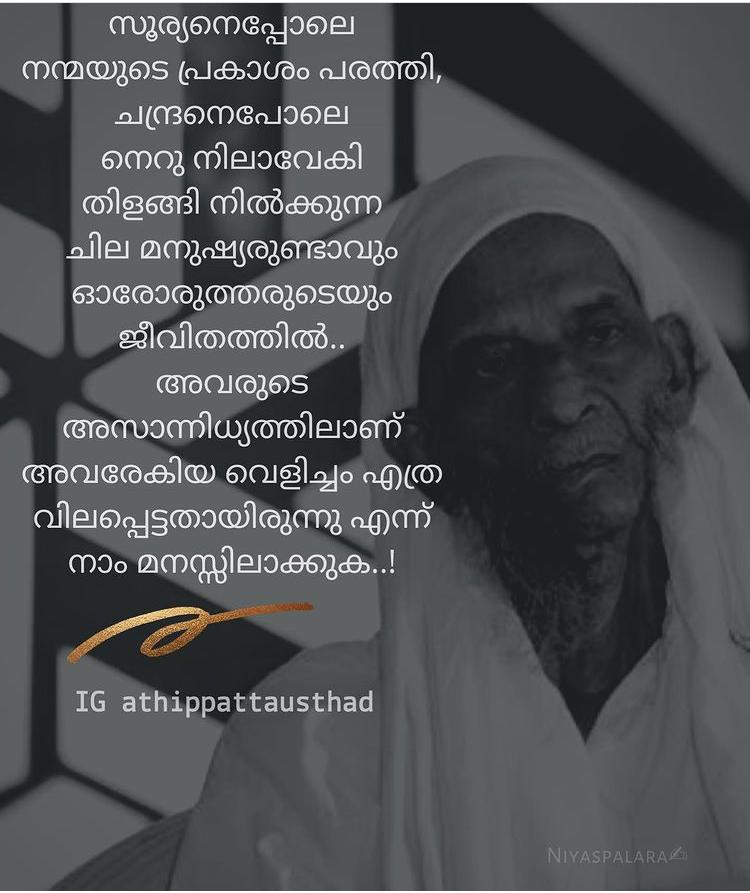 സൂര്യനെപ്പോലെ
നന്മയുടെ പ്രകാശം പരത്തി,
ചന്ദ്രനെപോലെ
നെറു നിലാവേകി
തിളങ്ങി നിൽക്കുന്ന
ചില മനുഷ്യരുണ്ടാവും
ഓരോരുത്തരുടെയും
ജീവിതത്തിൽ..
അവരുടെ
അസാന്നിധ്യത്തിലാണ്
അവരേകിയ വെളിച്ചം എത്ര
വിലപ്പെട്ടതായിരുന്നു എന്ന്
നാം മനസ്സിലാക്കുക..!
IG athippattausthad
NIYASPALARA✍